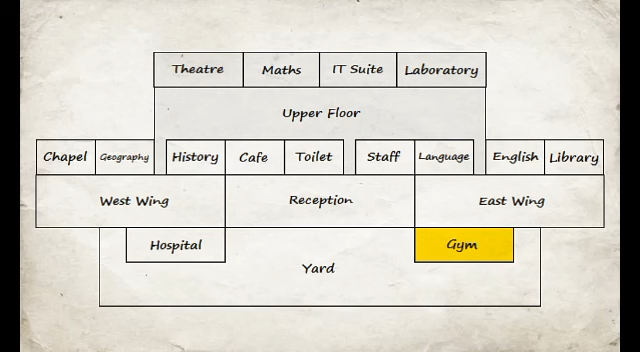 Theatre
Maths
IT Suite
Laboratory
Upper Floor
Chapel
Geography
History
Cafe
Toilet
Staff
Language
English
Library
West Wing
Reception
East Wing
Hospital
Gym
Yard